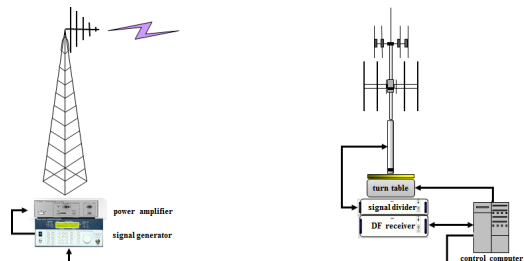 power amplifier
signal generator
turn table
signal divider
DF receiver
control computer